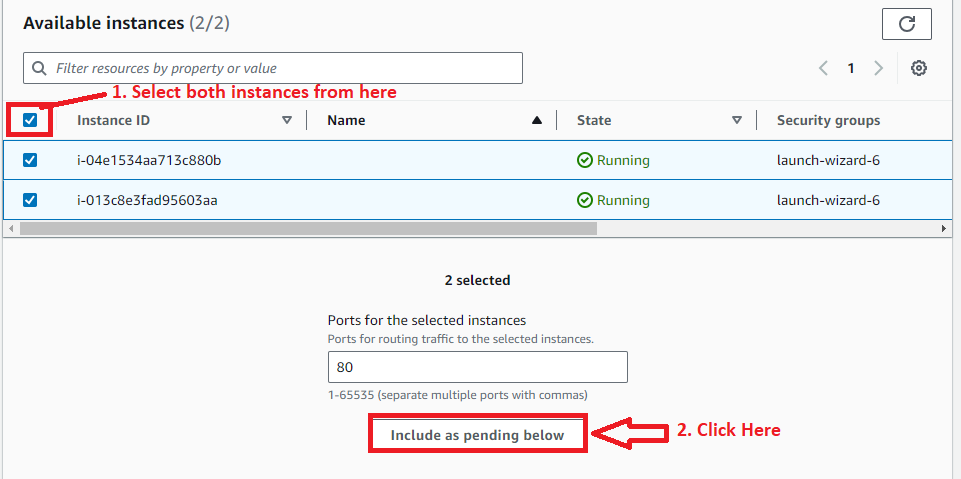 Available instances (2/2)
Filter resources by property or value
1
1. Select both instances from here
Instance ID Name State Security groups
i-04e1534aa713c880b Running launch-wizard-6
i-013c8e3fad95603aa Running launch-wizard-6
2 selected
Ports for the selected instances
Ports for routing traffic to the selected instances.
80
1-65535 (separate multiple ports with commas)
Include as pending below
2. Click Here